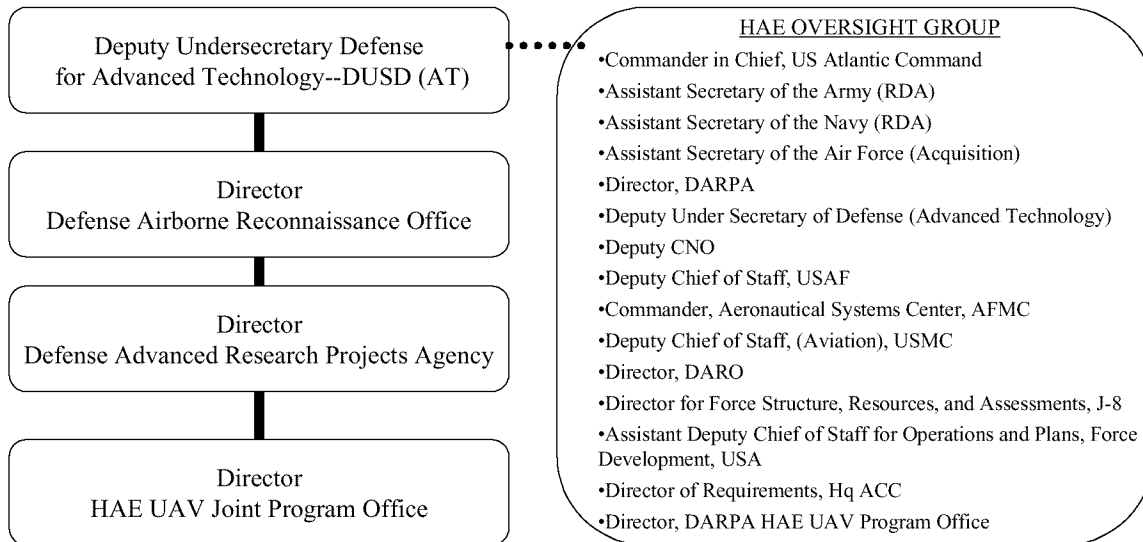 Deputy Undersecretary Defense
for Advanced Technology--DUSD (AT)
Director
Defense Airborne Reconnaissance Office
Director
Defense Advanced Research Projects Agency
Director
HAE UAV Joint Program Office
HAE OVERSIGHT GROUP
•Commander in Chief, US Atlantic Command
•Assistant Secretary of the Army (RDA)
•Assistant Secretary of the Navy (RDA)
•Assistant Secretary of the Air Force (Acquisition)
•Director, DARPA
•Deputy Under Secretary of Defense (Advanced Technology)
•Deputy CNO
•Deputy Chief of Staff, USAF
•Commander, Aeronautical Systems Center, AFMC
•Deputy Chief of Staff, (Aviation), USMC
•Director, DARO
•Director for Force Structure, Resources, and Assessments, J-8
•Assistant Deputy Chief of Staff for Operations and Plans, Force
Development, USA
•Director of Requirements, Hq ACC
•Director, DARPA HAE UAV Program Office